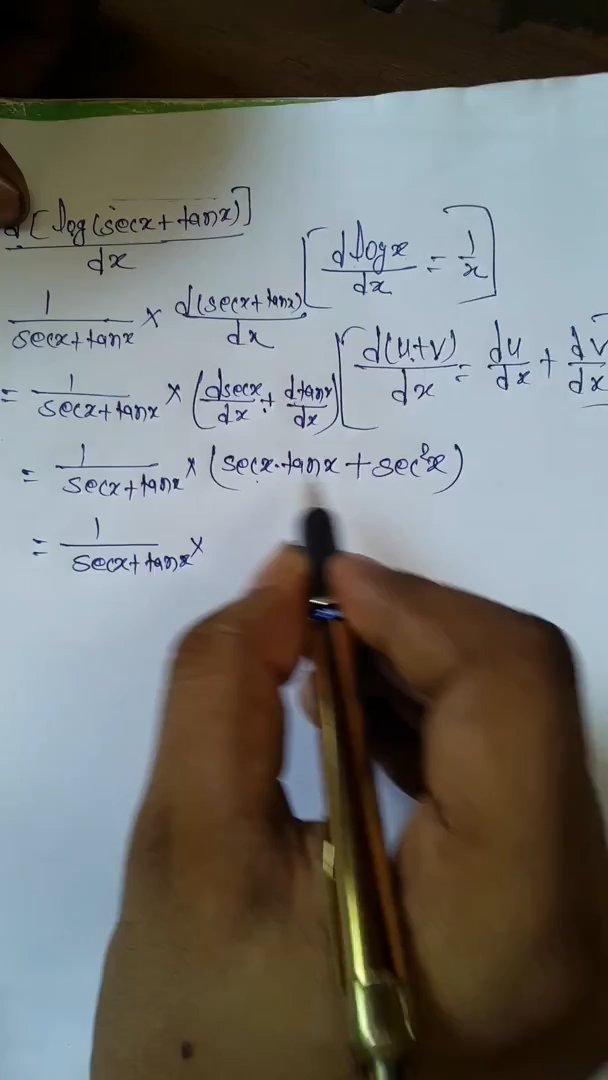 d[log(secx+tanx)]/dx
1/(secx+tanx) × d(secx+tanx)/dx [dlogx/dx = 1/x]
= 1/(secx+tanx) × (dsecx/dx + dtanx/dx) [d(u+v)/dx = du/dx + dv/dx]
= 1/(secx+tanx) × (secx·tanx + sec²x)
= 1/(secx+tanx) ×